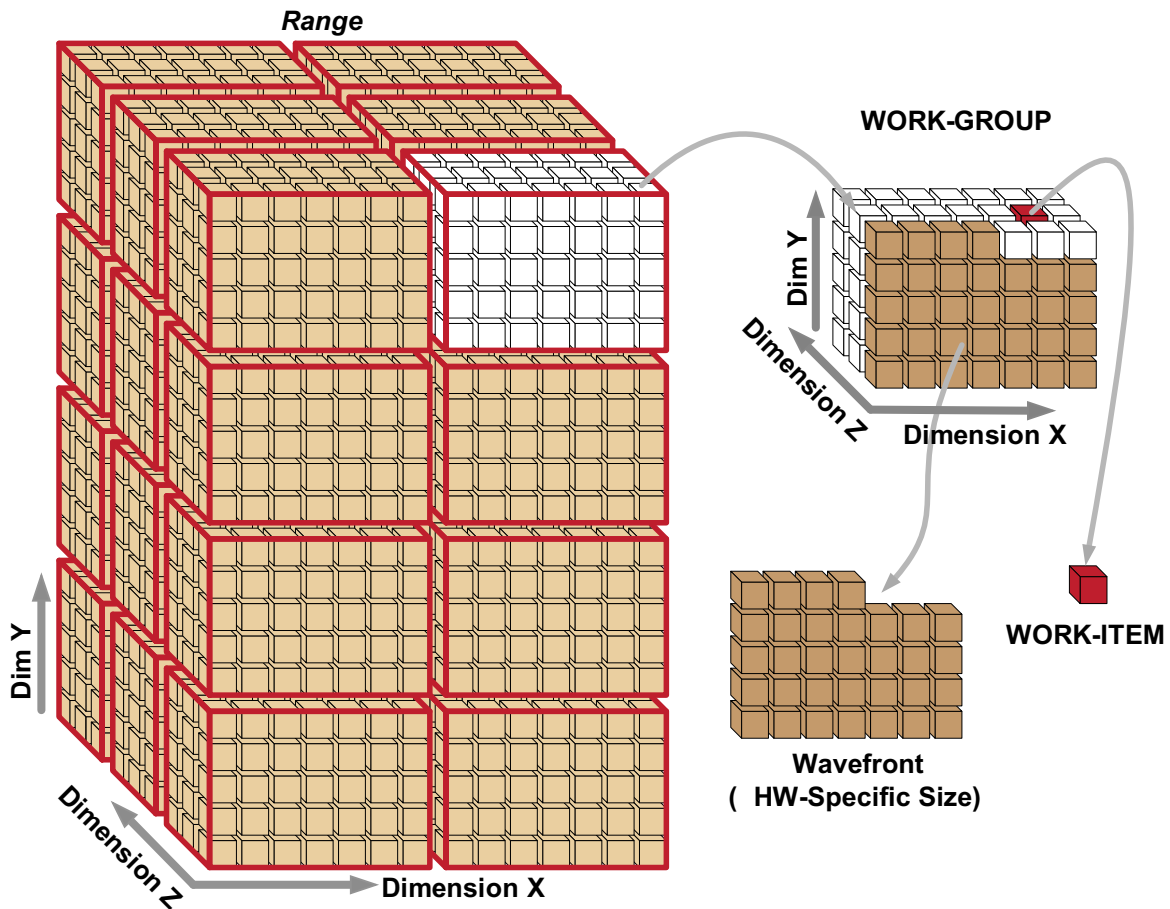 Range
WORK-GROUP
Dim Y
Dimension Z
Dimension X
WORK-ITEM
Wavefront
( HW-Specific Size)
Dim Y
Dimension Z
Dimension X